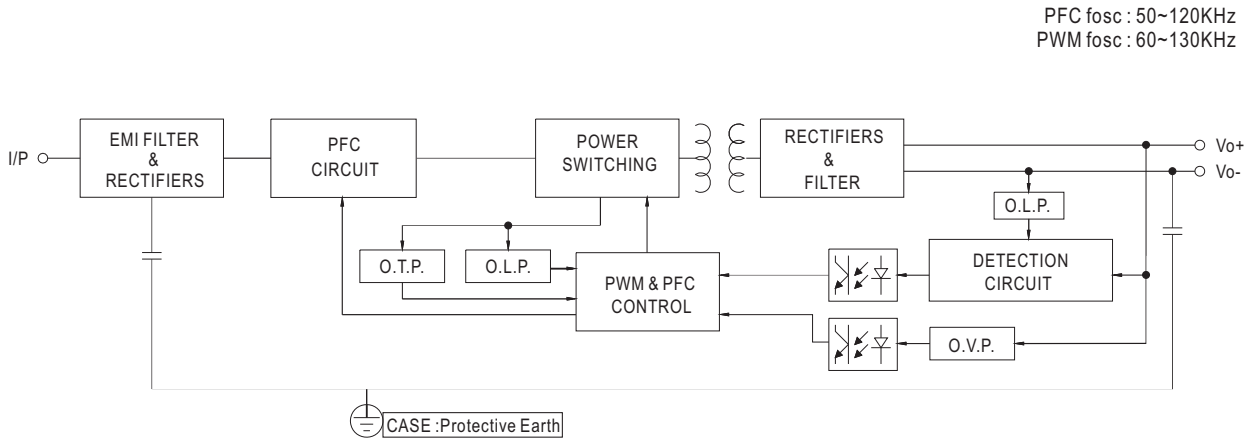 PFC fosc : 50~120KHz
PWM fosc : 60~130KHz
I/P
EMI FILTER
&
RECTIFIERS
PFC
CIRCUIT
POWER
SWITCHING
RECTIFIERS
&
FILTER
Vo+
Vo-
O.L.P.
O.T.P.
O.L.P.
PWM & PFC
CONTROL
DETECTION
CIRCUIT
O.V.P.
CASE :Protective Earth